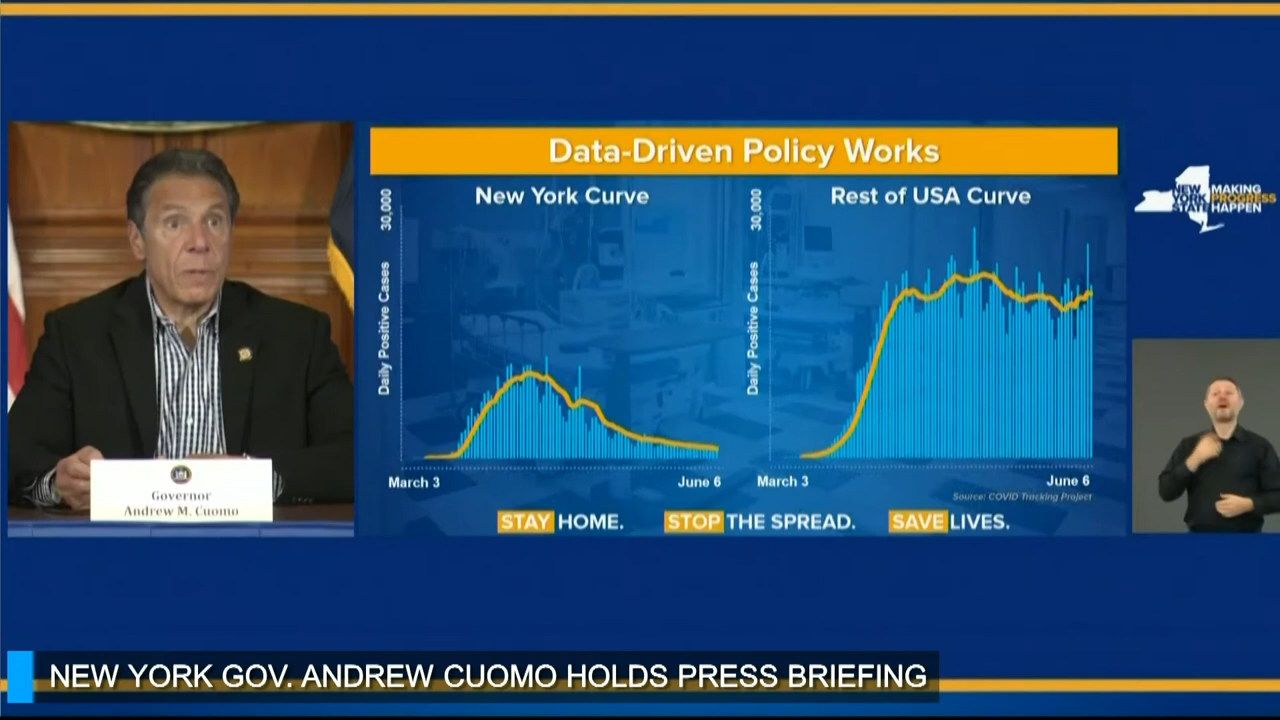 Data-Driven Policy Works
New York Curve
Rest of USA Curve
30,000
Daily Positive Cases
March 3
June 6
30,000
Daily Positive Cases
March 3
June 6
Source: COVID Tracking Project
STAY HOME. STOP THE SPREAD. SAVE LIVES.
NEW
YORK
STATE
MAKING
PROGRESS
HAPPEN
Governor
Andrew M. Cuomo
NEW YORK GOV. ANDREW CUOMO HOLDS PRESS BRIEFING